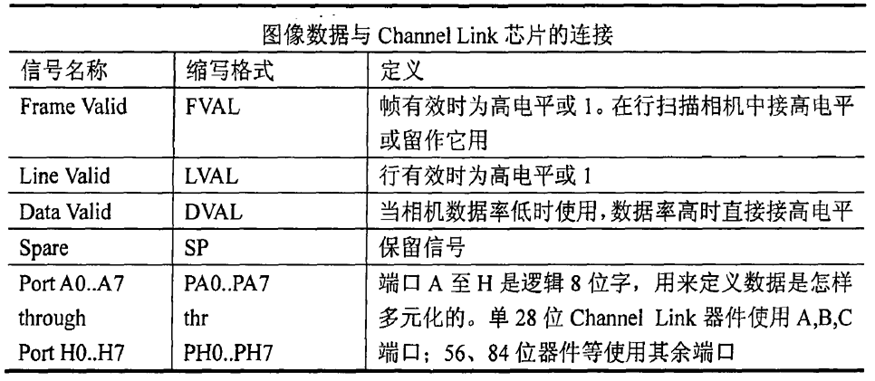 图像数据与 Channel Link 芯片的连接
信号名称 缩写格式 定义
Frame Valid FVAL 帧有效时为高电平或 1。在行扫描相机中接高电平
或留作它用
Line Valid LVAL 行有效时为高电平或 1
Data Valid DVAL 当相机数据率低时使用,数据率高时直接接高电平
Spare SP 保留信号
Port A0..A7 PA0..PA7 端口 A 至 H 是逻辑 8 位字，用来定义数据是怎样
through thr 多元化的。单 28 位 Channel Link 器件使用 A,B,C
Port H0..H7 PH0..PH7 端口；56、84 位器件等使用其余端口